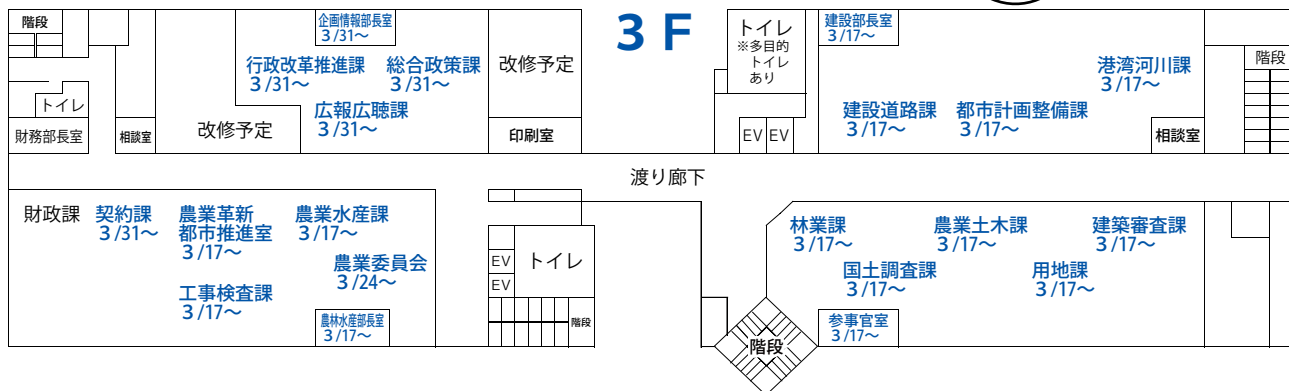 3 F
階段
企画情報部長室
3/31〜
行政改革推進課
3/31〜
総合政策課
3/31〜
広報広聴課
3/31〜
改修予定
トイレ
財務部長室
相談室
改修予定
印刷室
トイレ
※多目的
トイレ
あり
EV
EV
建設部長室
3/17〜
港湾河川課
3/17〜
建設道路課
3/17〜
都市計画整備課
3/17〜
相談室
階段
渡り廊下
財政課
契約課
3/31〜
農業革新
都市推進室
3/17〜
農業水産課
3/17〜
農業委員会
3/24〜
工事検査課
3/17〜
農林水産部長室
3/17〜
EV
EV
トイレ
階段
階段
林業課
3/17〜
農業土木課
3/17〜
建築審査課
3/17〜
国土調査課
3/17〜
用地課
3/17〜
参事官室
3/17〜